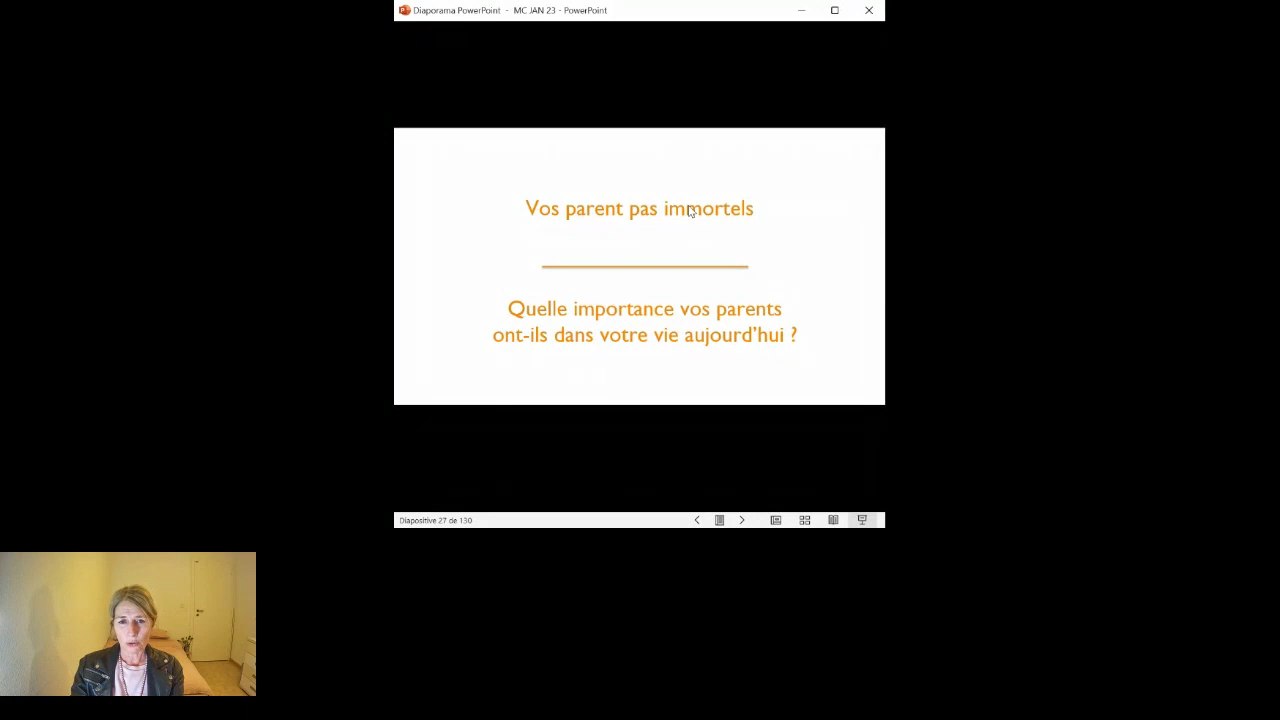 Diaporama PowerPoint - MC JAN 23 - PowerPoint
Vos parent pas immortels
Quelle importance vos parents
ont-ils dans votre vie aujourd'hui ?
Diapositive 27 de 130